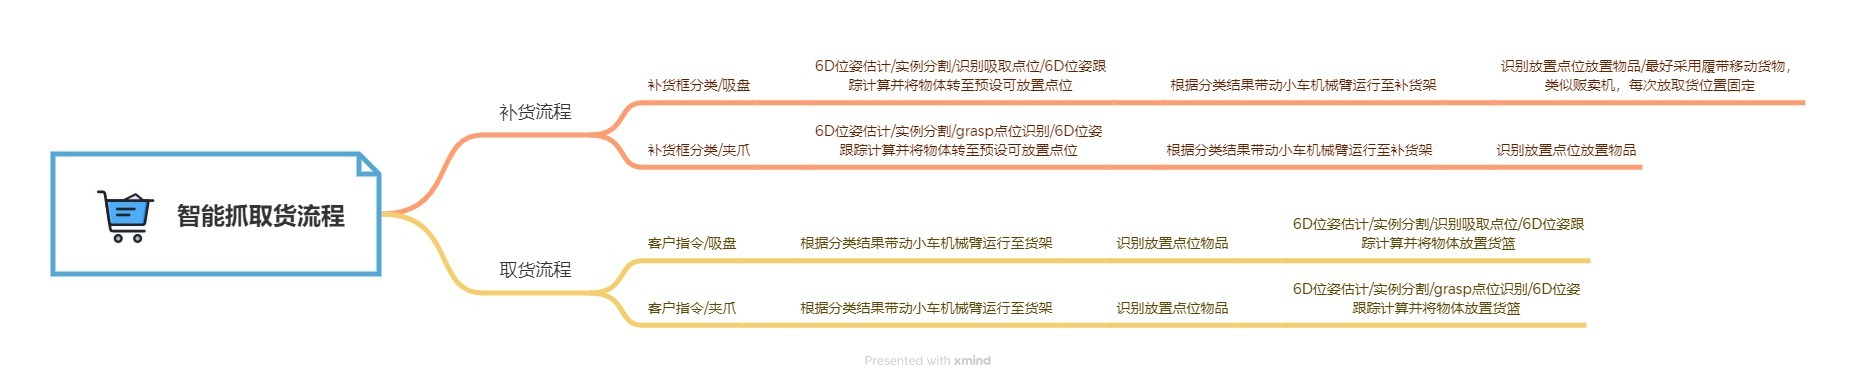 智能抓取货流程
补货流程
补货框分类/吸盘
6D位姿估计/实例分割/识别吸取点位/6D位姿跟
踪计算并将物体转至预设可放置点位
根据分类结果带动小车机械臂运行至补货架
识别放置点位放置物品/最好采用履带移动货物，
类似贩卖机，每次放取货位置固定
补货框分类/夹爪
6D位姿估计/实例分割/grasp点位识别/6D位姿
跟踪计算并将物体转至预设可放置点位
根据分类结果带动小车机械臂运行至补货架
识别放置点位放置物品
取货流程
客户指令/吸盘
根据分类结果带动小车机械臂运行至货架
识别放置点位物品
6D位姿估计/实例分割/识别吸取点位/6D位姿跟
踪计算并将物体放置货篮
客户指令/夹爪
根据分类结果带动小车机械臂运行至货架
识别放置点位物品
6D位姿估计/实例分割/grasp点位识别/6D位姿
跟踪计算并将物体放置货篮
Presented with xmind